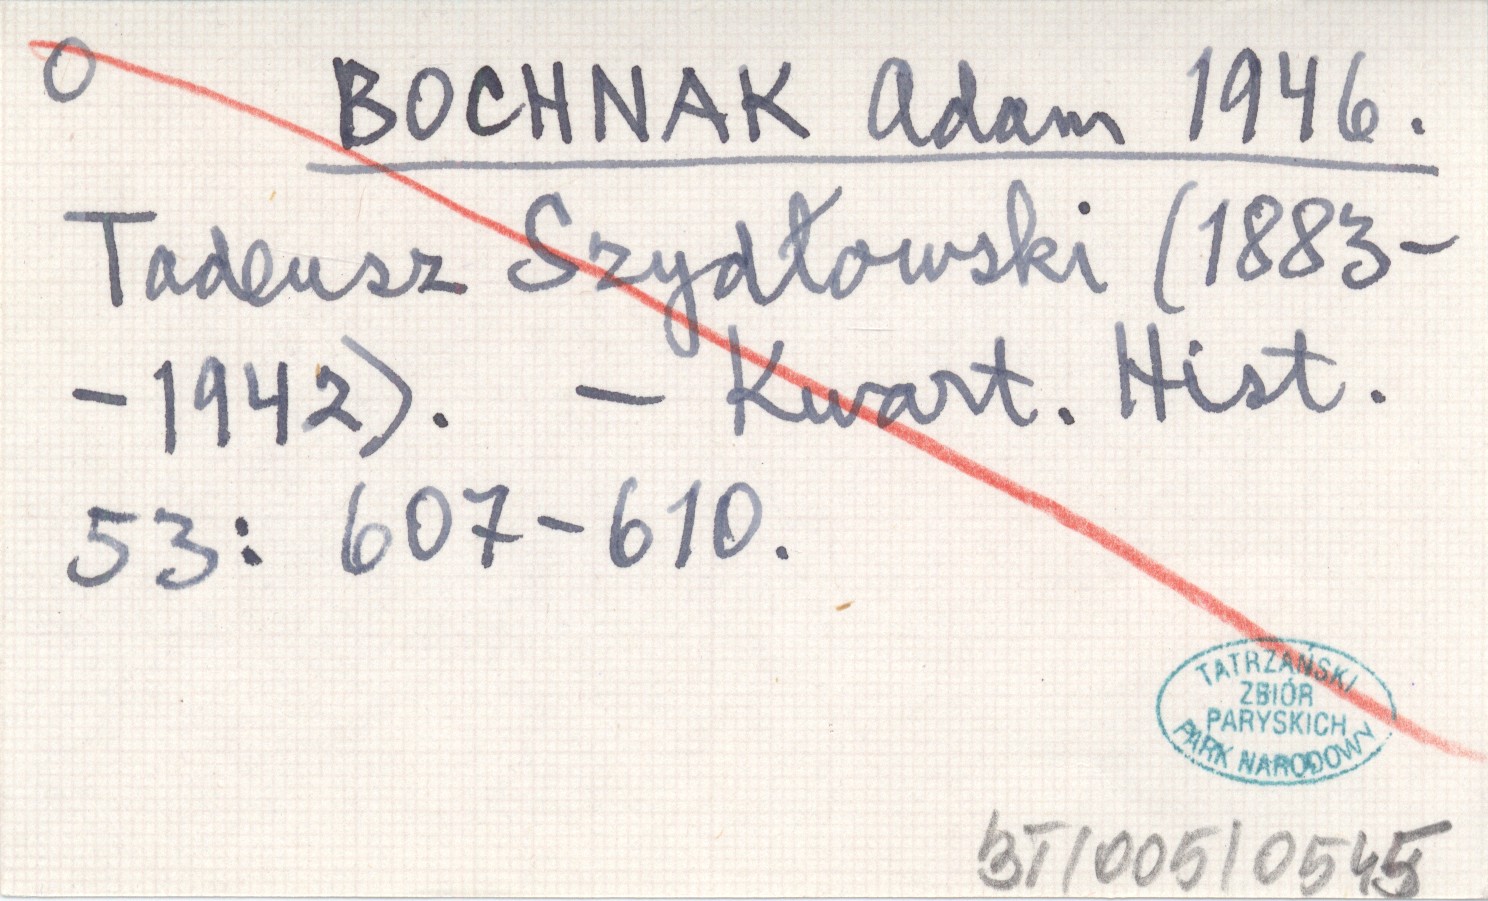 O BOCHNAK Adam 1946.
Tadeusz Szydłowski (1883-
-1942). - Kwart. Hist.
53: 607-610.
TATRZAŃSKI
ZBIÓR
PARYSKICH
PARK NARODOWY
BT/005/0545